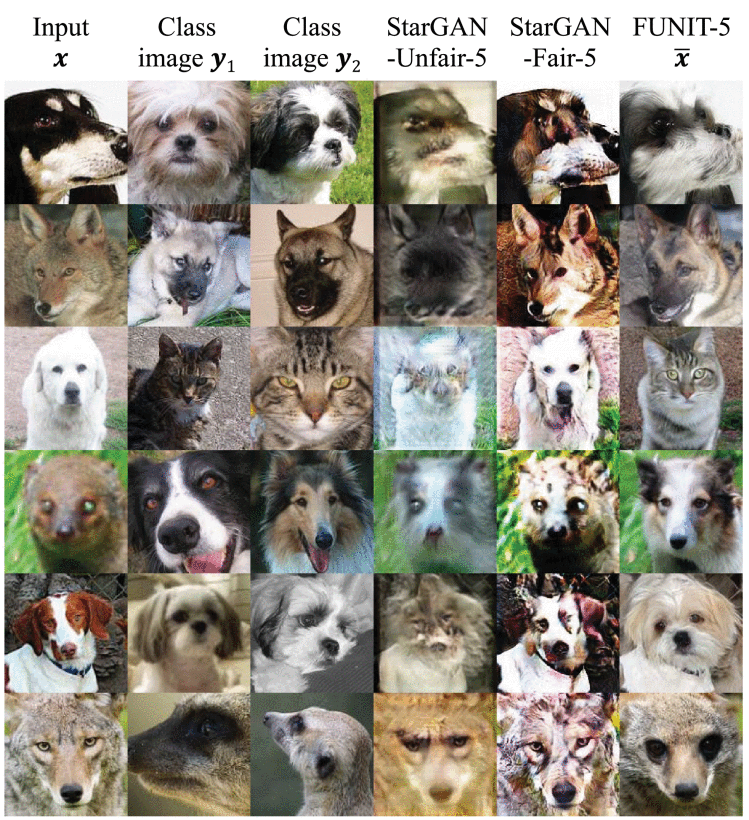 Input Class Class StarGAN StarGAN FUNIT-5
x image y₁ image y₂ -Unfair-5 -Fair-5 x̄